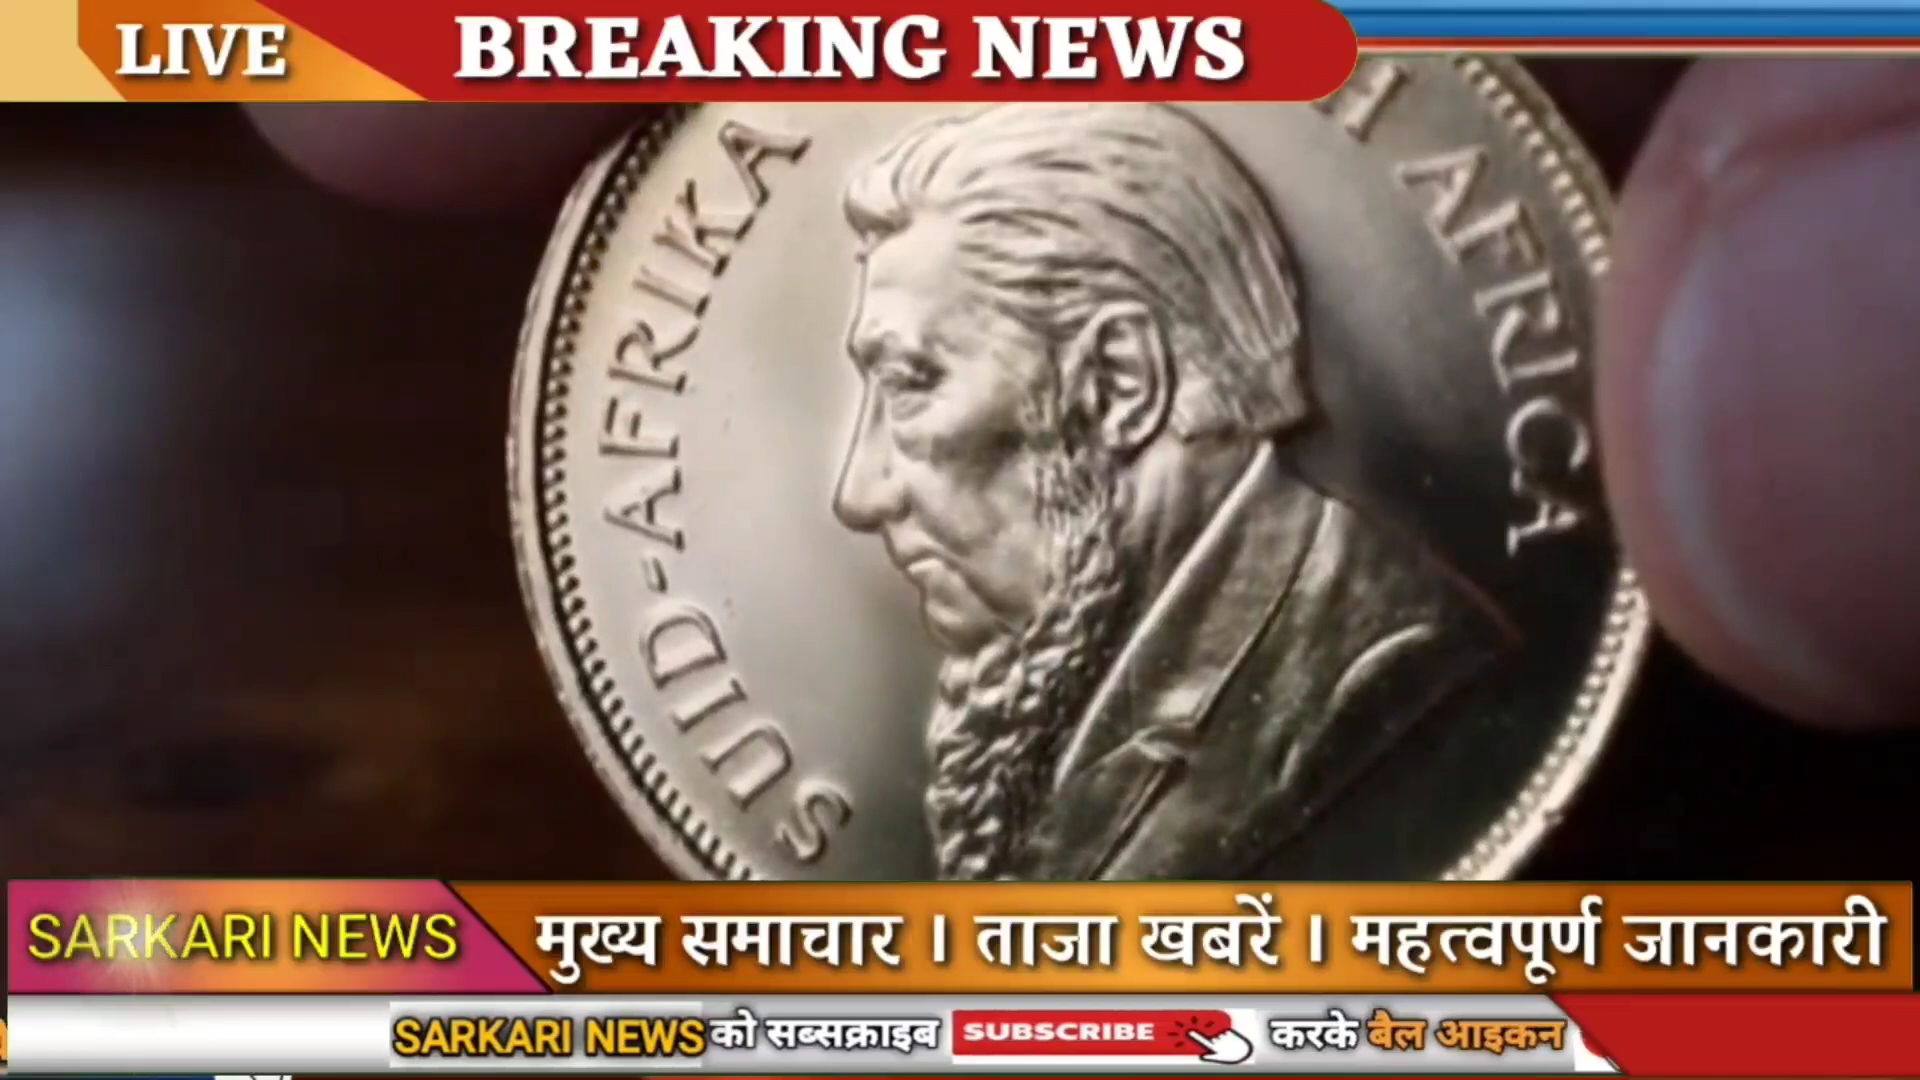 LIVE
BREAKING NEWS
SUID-AFRIKA
H AFRICA
SARKARI NEWS
मुख्य समाचार । ताजा खबरें । महत्वपूर्ण जानकारी
SARKARI NEWS को सब्सक्राइब SUBSCRIBE करके बैल आइकन